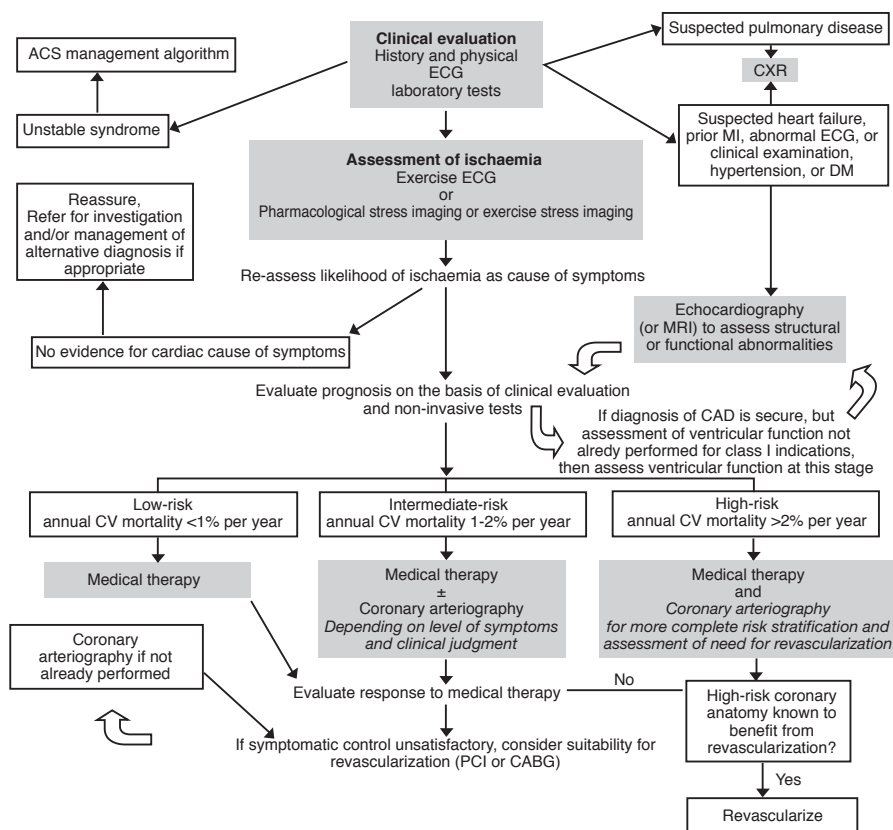 Clinical evaluation
History and physical
ECG
laboratory tests
Suspected pulmonary disease
CXR
ACS management algorithm
Unstable syndrome
Suspected heart failure,
prior MI, abnormal ECG, or
clinical examination,
hypertension, or DM
Assessment of ischaemia
Exercise ECG
or
Pharmacological stress imaging or exercise stress imaging
Reassure,
Refer for investigation
and/or management of
alternative diagnosis if
appropriate
Re-assess likelihood of ischaemia as cause of symptoms
No evidence for cardiac cause of symptoms
Echocardiography
(or MRI) to assess structural
or functional abnormalities
Evaluate prognosis on the basis of clinical evaluation
and non-invasive tests
If diagnosis of CAD is secure, but
assessment of ventricular function not
alredy performed for class I indications,
then assess ventricular function at this stage
Low-risk
annual CV mortality <1% per year
Intermediate-risk
annual CV mortality 1-2% per year
High-risk
annual CV mortality >2% per year
Medical therapy
Medical therapy
±
Coronary arteriography
Depending on level of symptoms
and clinical judgment
Medical therapy
and
Coronary arteriography
for more complete risk stratification and
assessment of need for revascularization
Coronary
arteriography if not
already performed
Evaluate response to medical therapy
No
High-risk coronary
anatomy known to
benefit from
revascularization?
If symptomatic control unsatisfactory, consider suitability for
revascularization (PCI or CABG)
Yes
Revascularize